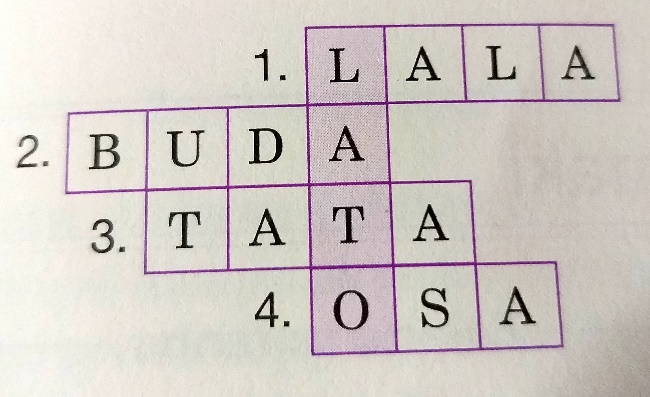 1. LALA
2. BUDA
3. TATA
4. OSA